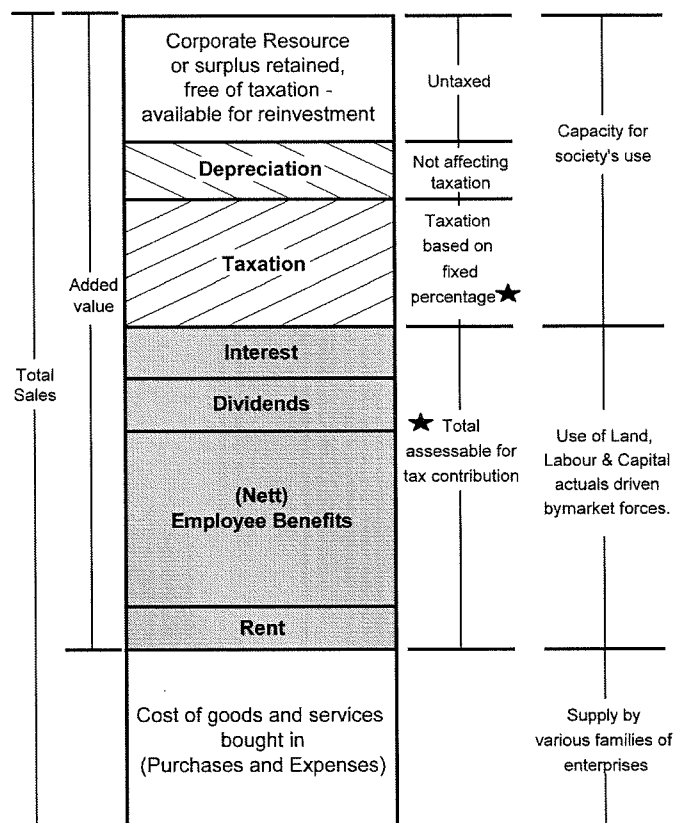 Total
Sales
Added
value
Corporate Resource
or surplus retained,
free of taxation -
available for reinvestment
Depreciation
Taxation
Interest
Dividends
(Nett)
Employee Benefits
Rent
Cost of goods and services
bought in
(Purchases and Expenses)
Untaxed
Not affecting
taxation
Taxation
based on
fixed
percentage★
★ Total
assessable for
tax contribution
Capacity for
society's use
Use of Land,
Labour & Capital
actuals driven
bymarket forces.
Supply by
various families of
enterprises